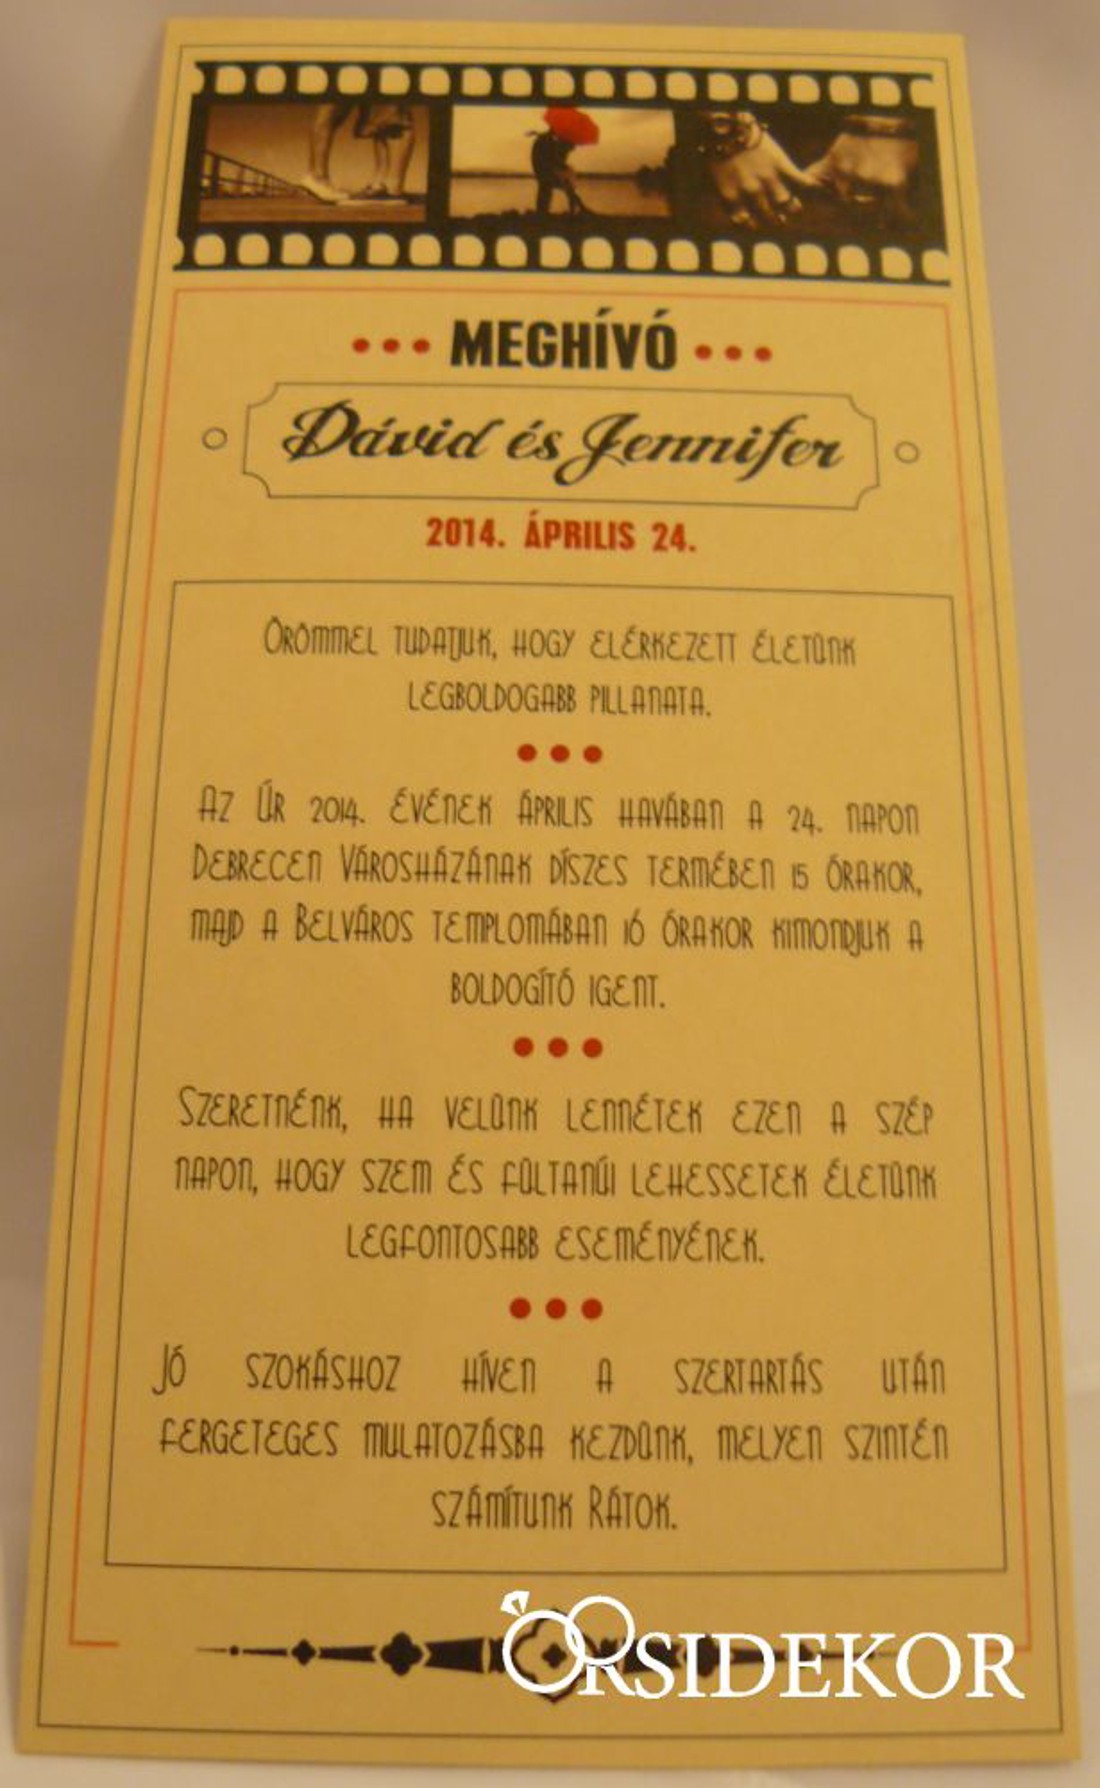 MEGHÍVÓ
Dávid és Jennifer
2014. ÁPRILIS 24.
Örömmel tudatjuk, hogy elérkezett életünk
legboldogabb pillanata.
Az Úr 2014. évének április havában a 24. napon
Debrecen Városházának díszes termében 15 órakor,
majd a Belváros templomában 16 órakor kimondjuk a
boldogító igent.
Szeretnénk, ha velünk lennétek ezen a szép
napon, hogy szem és fültanúi lehessetek életünk
legfontosabb eseményének.
Jó szokáshoz híven a szertartás után
fergeteges mulatozásba kezdünk, melyen szintén
számítunk Rátok.
ORSIDEKOR